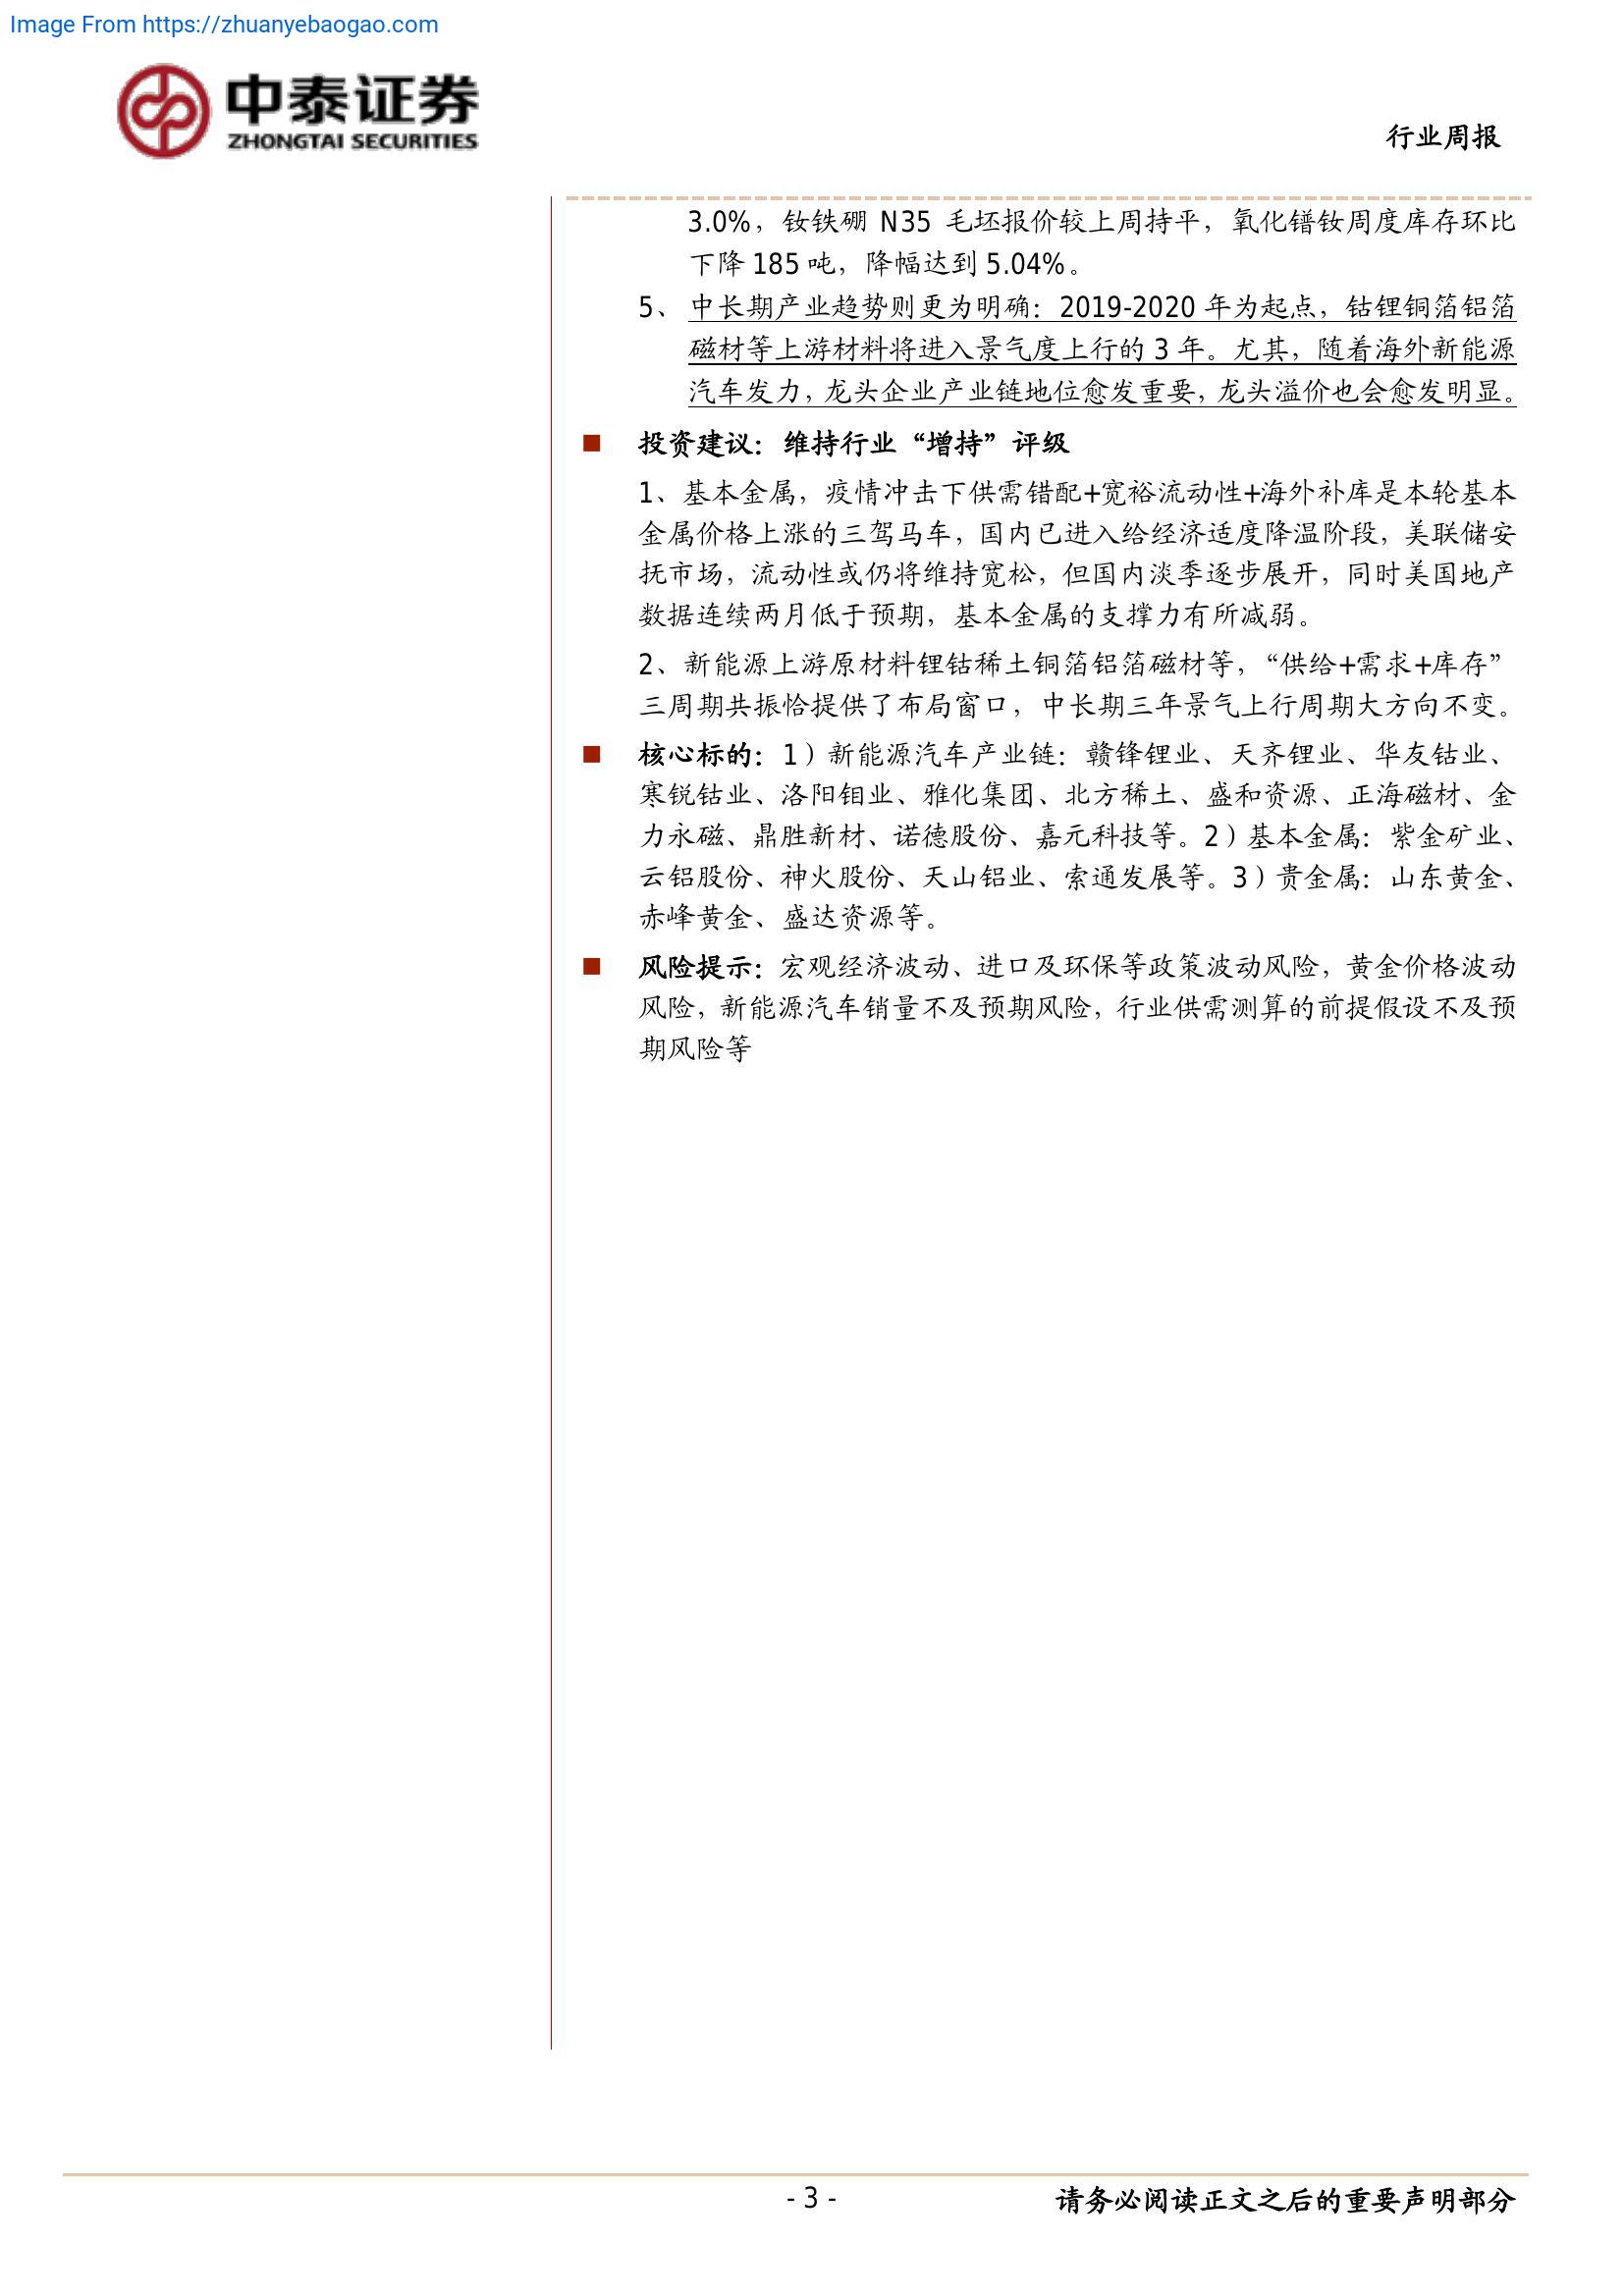 Image From https://zhuanyebaogao.com
中泰证券
ZHONGTAI SECURITIES
行业周报
3.0%，钕铁硼 N35 毛坯报价较上周持平，氧化镨钕周度库存环比
下降 185 吨，降幅达到 5.04%。
5、 中长期产业趋势则更为明确：2019-2020 年为起点，钴锂铜箔铝箔
磁材等上游材料将进入景气度上行的 3 年。尤其，随着海外新能源
汽车发力，龙头企业产业链地位愈发重要，龙头溢价也会愈发明显。
■ 投资建议：维持行业“增持”评级
1、基本金属，疫情冲击下供需错配+宽裕流动性+海外补库是本轮基本
金属价格上涨的三驾马车，国内已进入给经济适度降温阶段，美联储安
抚市场，流动性或仍将维持宽松，但国内淡季逐步展开，同时美国地产
数据连续两月低于预期，基本金属的支撑力有所减弱。
2、新能源上游原材料锂钴稀土铜箔铝箔磁材等，“供给+需求+库存”
三周期共振恰提供了布局窗口，中长期三年景气上行周期大方向不变。
■ 核心标的：1）新能源汽车产业链：赣锋锂业、天齐锂业、华友钴业、
寒锐钴业、洛阳钼业、雅化集团、北方稀土、盛和资源、正海磁材、金
力永磁、鼎胜新材、诺德股份、嘉元科技等。2）基本金属：紫金矿业、
云铝股份、神火股份、天山铝业、索通发展等。3）贵金属：山东黄金、
赤峰黄金、盛达资源等。
■ 风险提示：宏观经济波动、进口及环保等政策波动风险，黄金价格波动
风险，新能源汽车销量不及预期风险，行业供需测算的前提假设不及预
期风险等
- 3 -
请务必阅读正文之后的重要声明部分